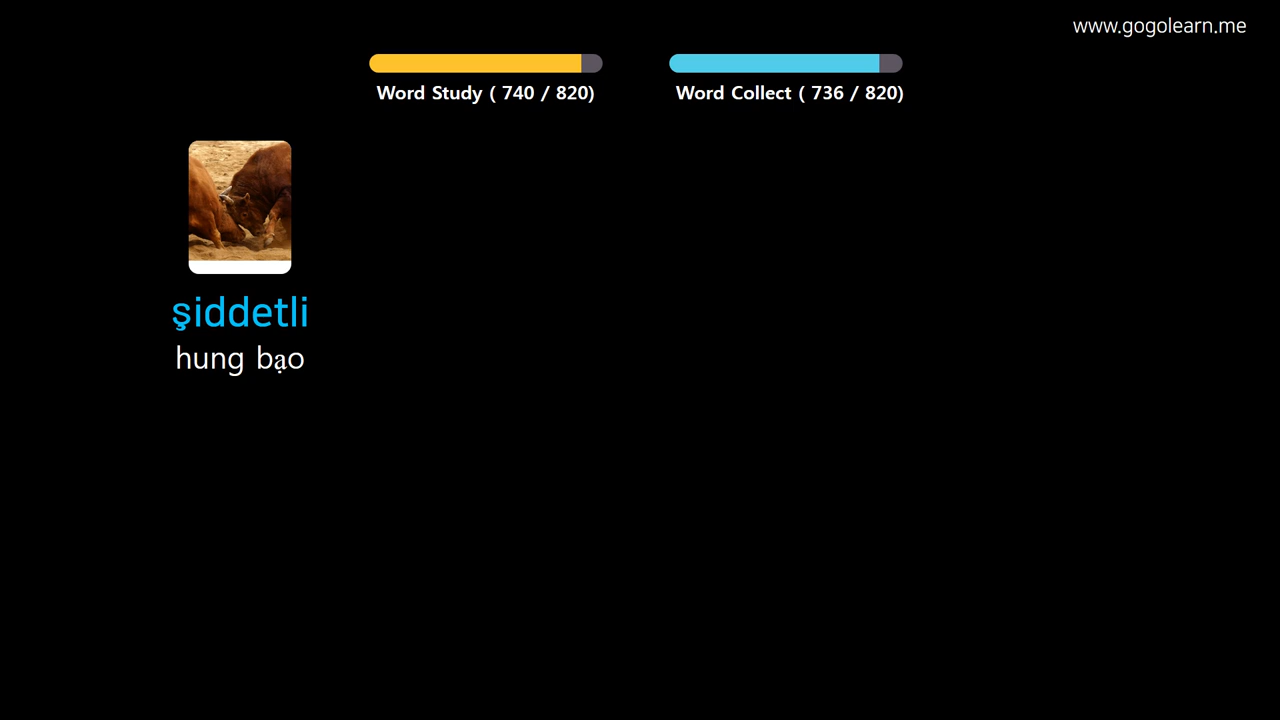 www.gogolearn.me
Word Study ( 740 / 820)
Word Collect ( 736 / 820)
şiddetli
hung bạo